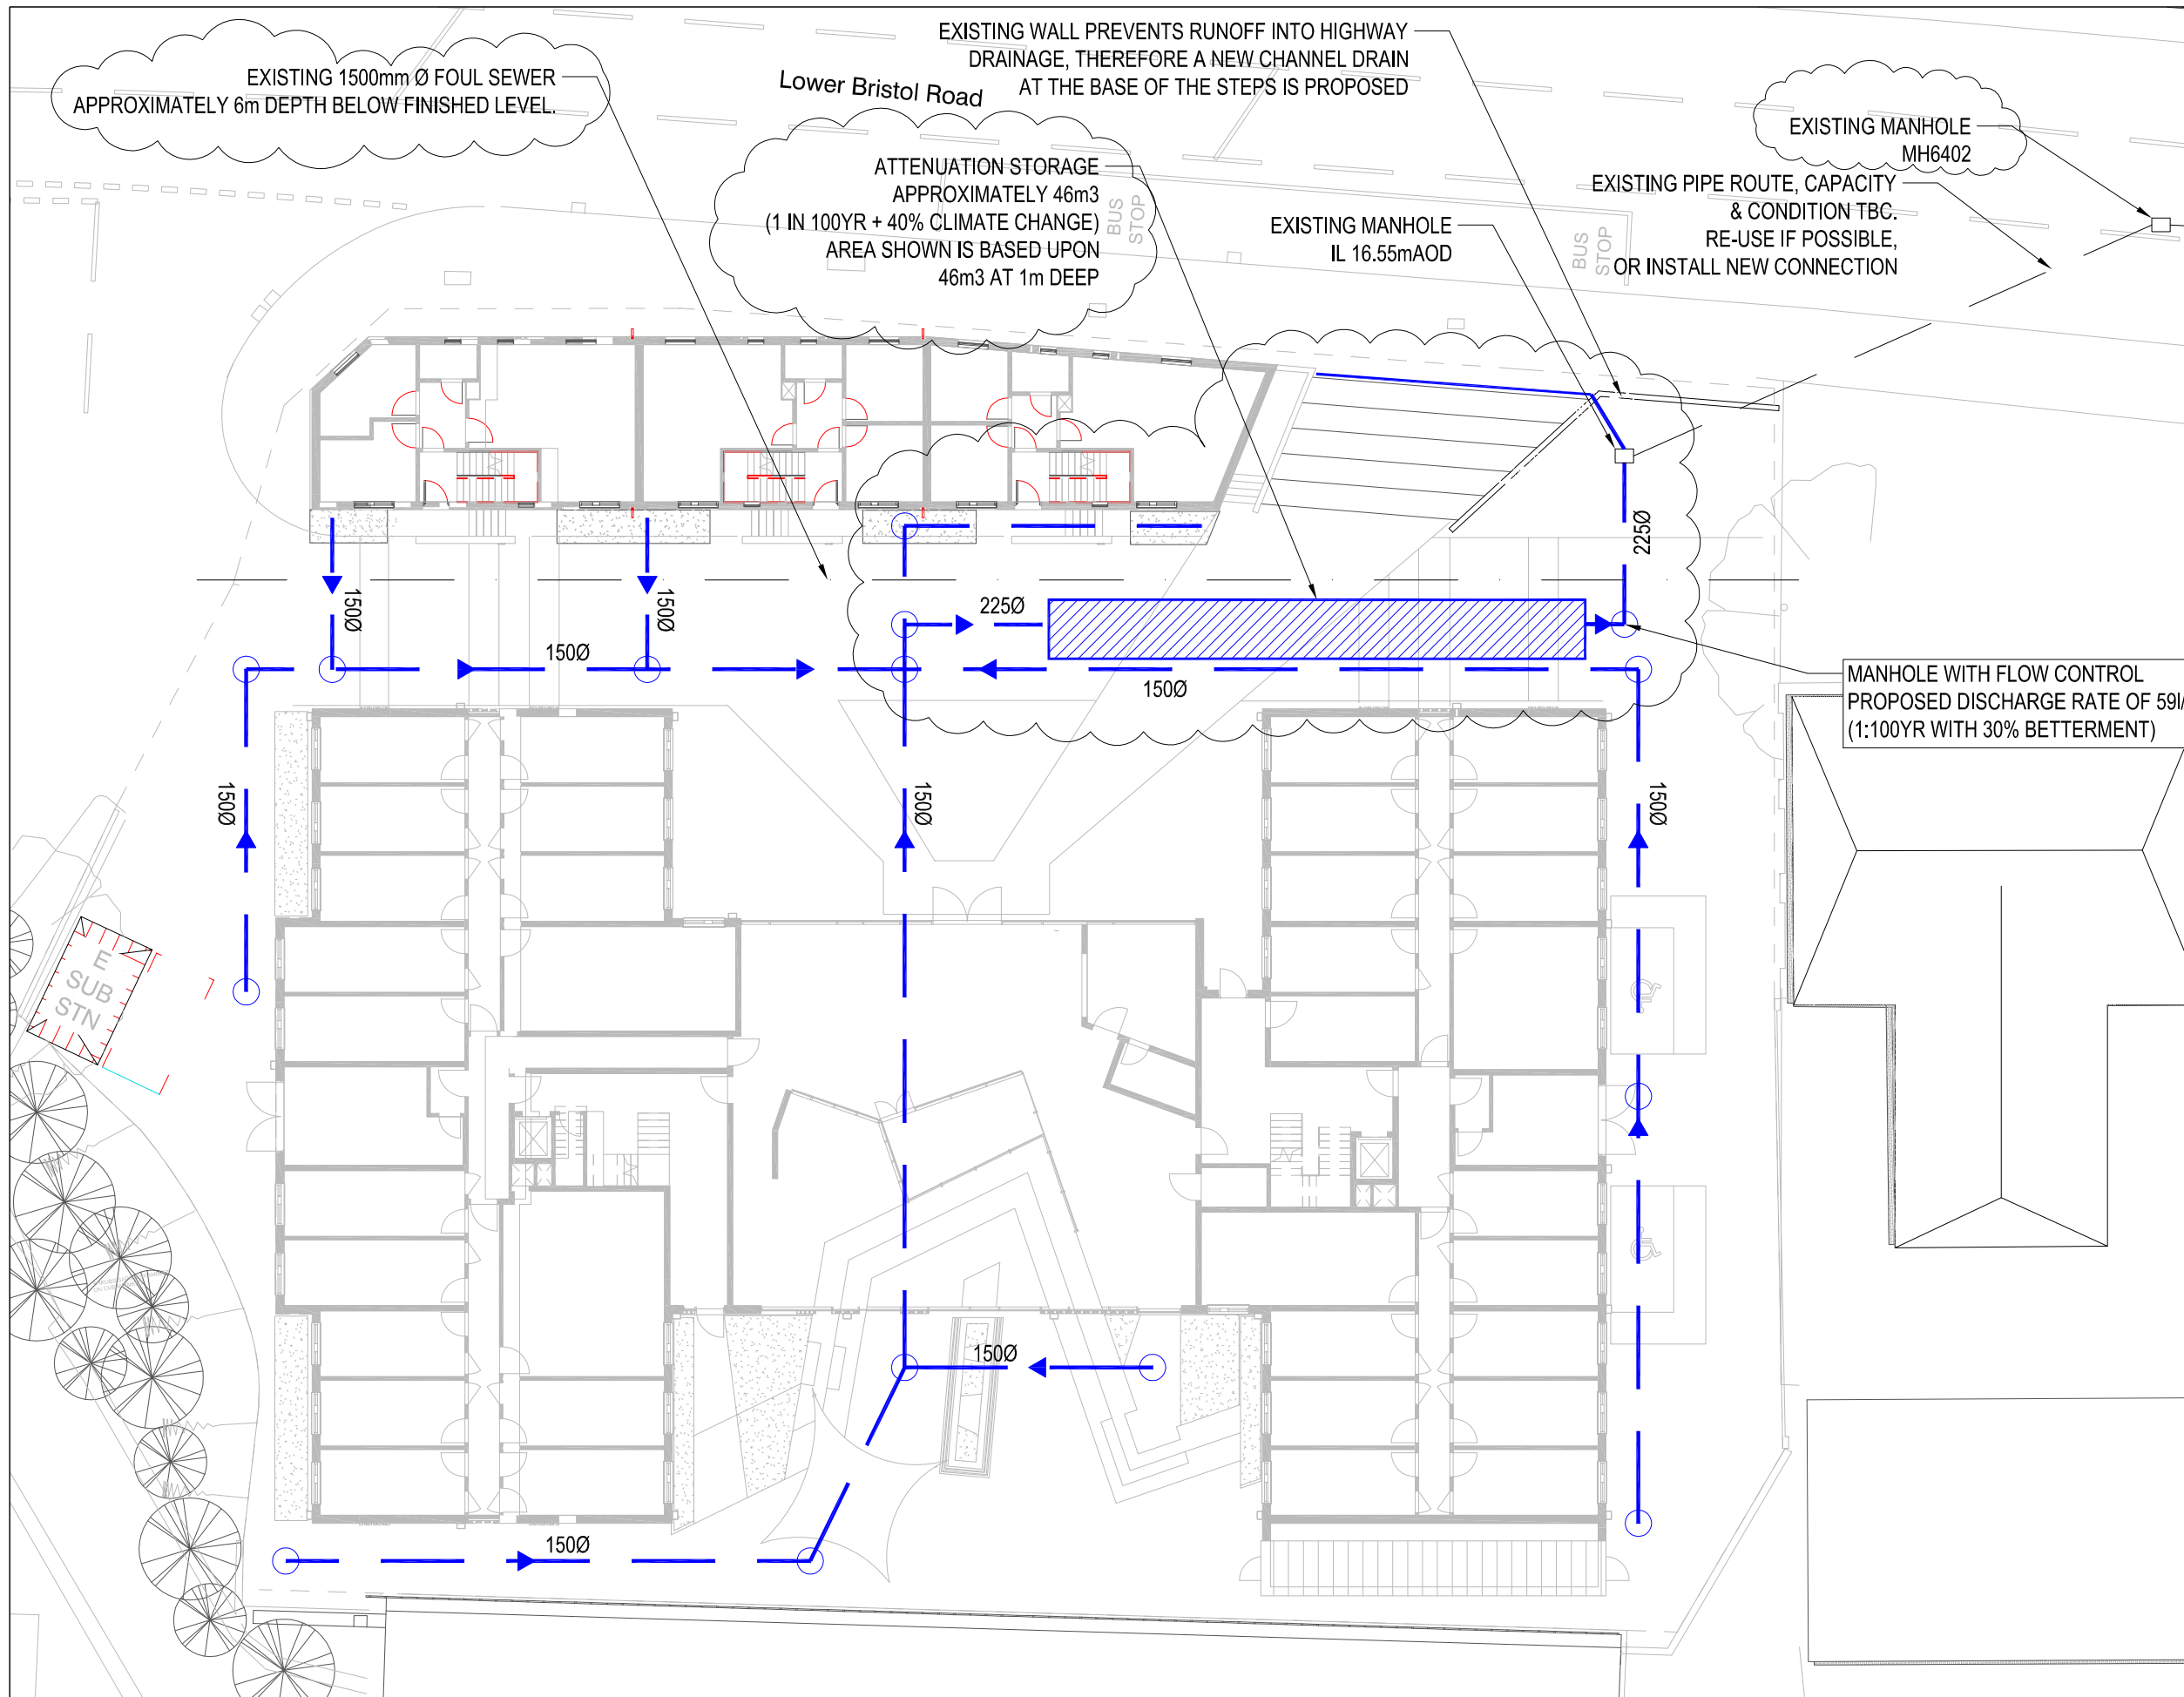 EXISTING 1500mm Ø FOUL SEWER
APPROXIMATELY 6m DEPTH BELOW FINISHED LEVEL.
Lower Bristol Road
EXISTING WALL PREVENTS RUNOFF INTO HIGHWAY
DRAINAGE, THEREFORE A NEW CHANNEL DRAIN
AT THE BASE OF THE STEPS IS PROPOSED
EXISTING MANHOLE
MH6402
ATTENUATION STORAGE
APPROXIMATELY 46m3
(1 IN 100YR + 40% CLIMATE CHANGE)
AREA SHOWN IS BASED UPON
46m3 AT 1m DEEP
BUS
STOP
EXISTING MANHOLE
IL 16.55mAOD
BUS
STOP
EXISTING PIPE ROUTE, CAPACITY
& CONDITION TBC.
RE-USE IF POSSIBLE,
OR INSTALL NEW CONNECTION
225Ø
150Ø
150Ø
225Ø
150Ø
150Ø
MANHOLE WITH FLOW CONTROL
PROPOSED DISCHARGE RATE OF 59l/
(1:100YR WITH 30% BETTERMENT)
150Ø
150Ø
150Ø
E
SUB
STN
150Ø
150Ø